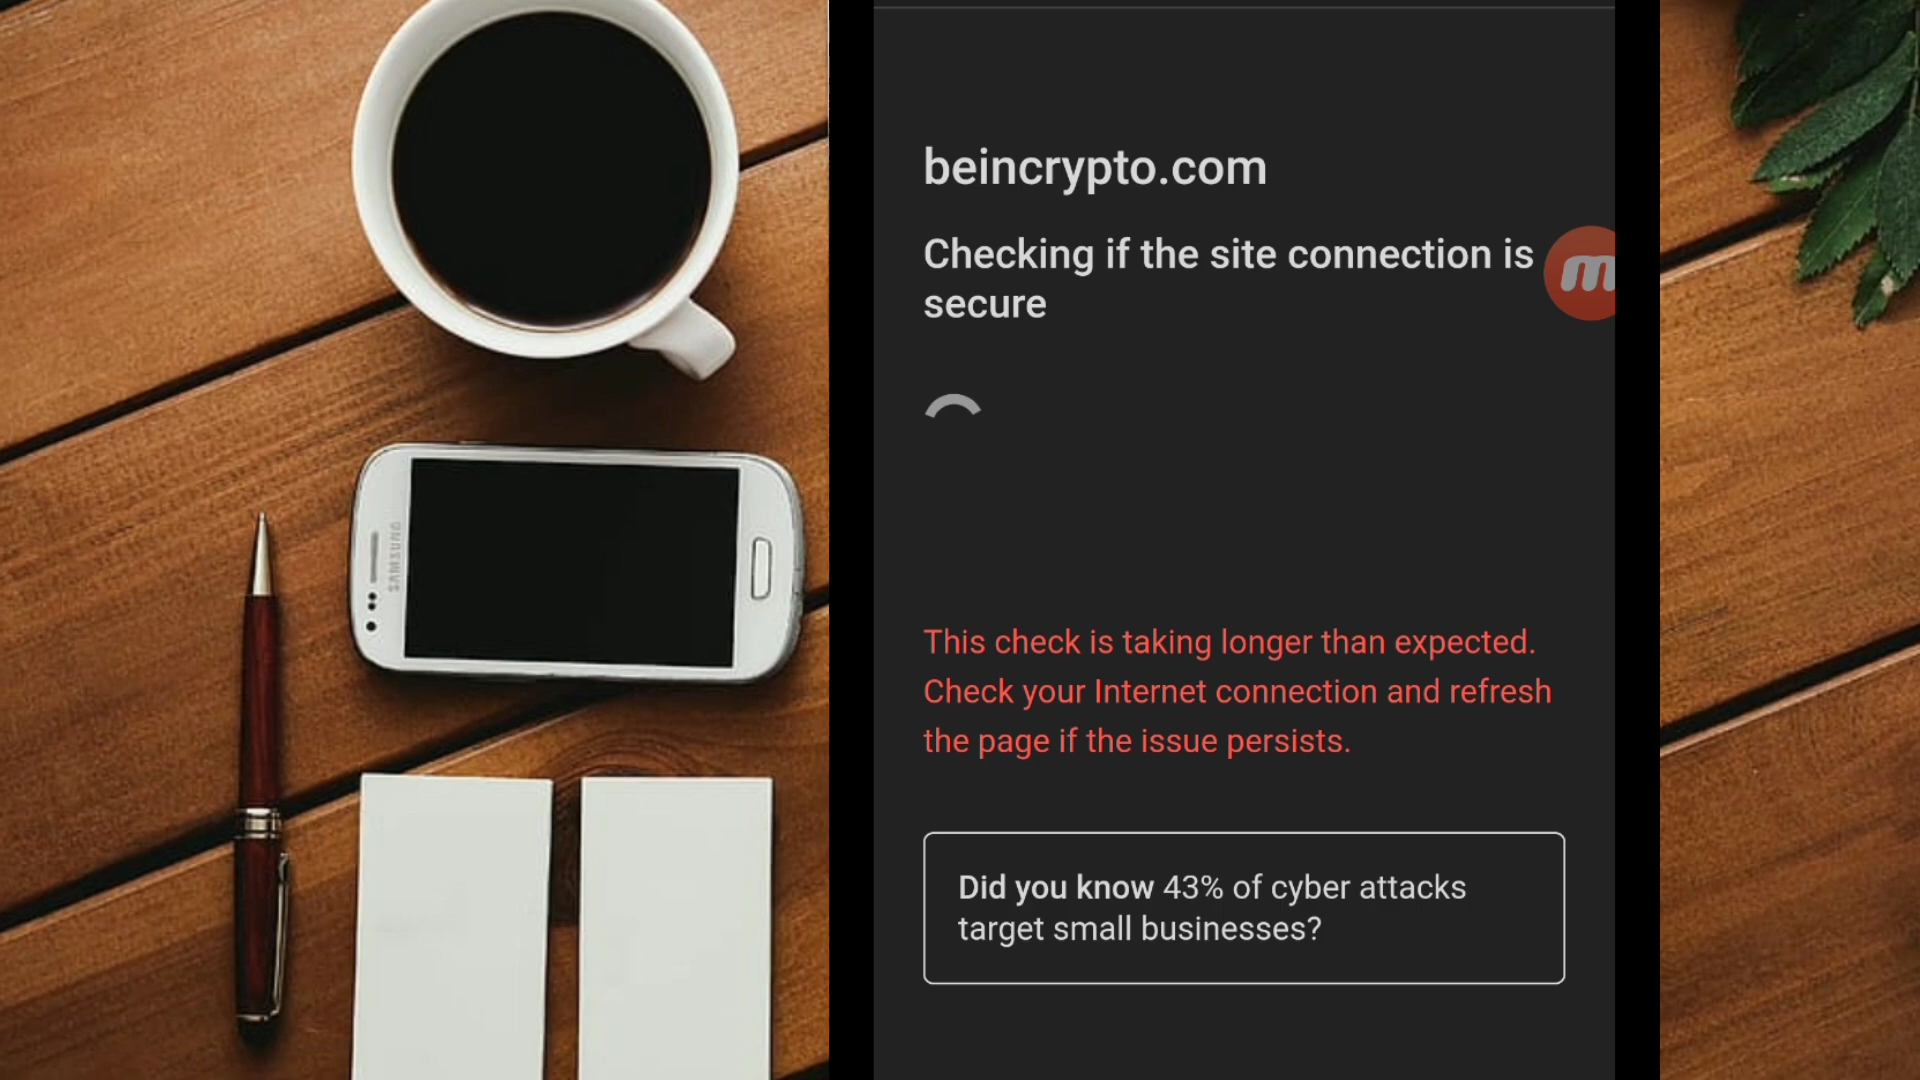 SAMSUNG
beincrypto.com
Checking if the site connection is
secure
m
This check is taking longer than expected.
Check your Internet connection and refresh
the page if the issue persists.
Did you know 43% of cyber attacks
target small businesses?